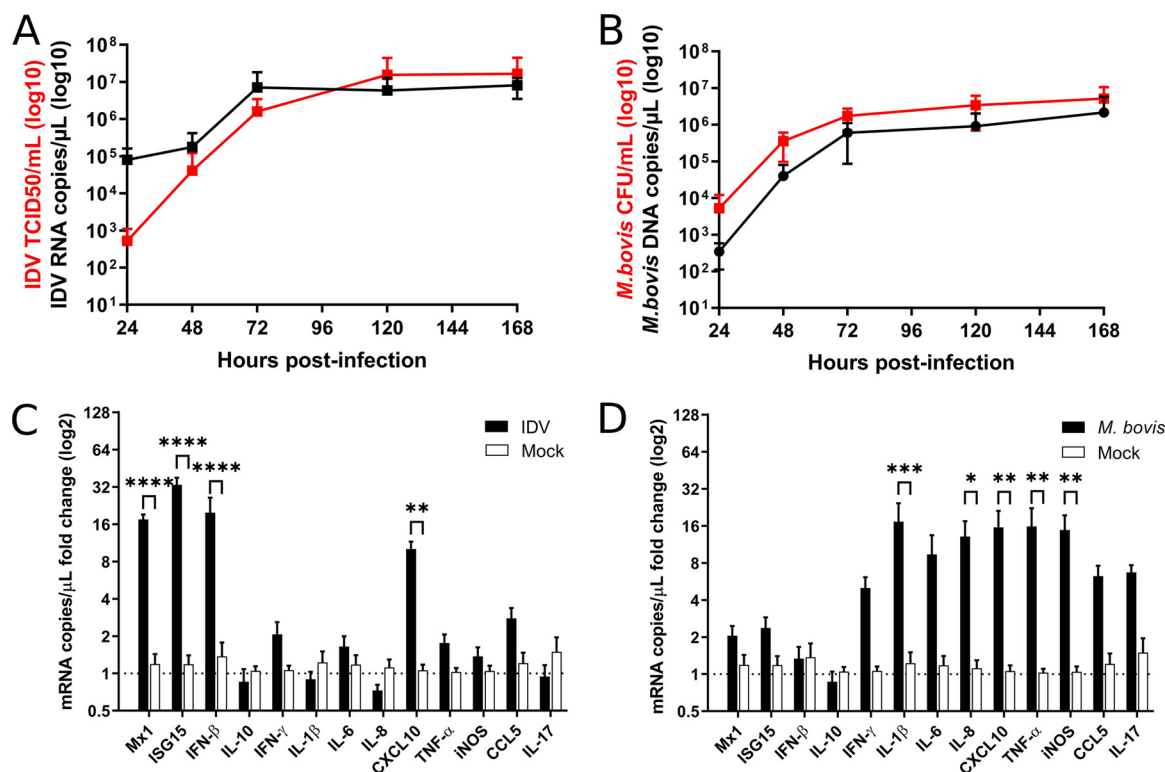 A
IDV TCID50/mL (log10)
IDV RNA copies/μL (log10)
10⁸
10⁷
10⁶
10⁵
10⁴
10³
10²
10¹
24 48 72 96 120 144 168
Hours post-infection
B
M.bovis CFU/mL (log10)
M.bovis DNA copies/μL (log10)
10⁸
10⁷
10⁶
10⁵
10⁴
10³
10²
10¹
24 48 72 96 120 144 168
Hours post-infection
C
mRNA copies/μL fold change (log2)
128
64
32
16
8
4
2
1
0.5
IDV
Mock
**** **** **** **
Mx1 ISG15 IFN-β IL-10 IFN-γ IL-1β IL-6 IL-8 CXCL10 TNF-α iNOS CCL5 IL-17
D
mRNA copies/μL fold change (log2)
128
64
32
16
8
4
2
1
0.5
M. bovis
Mock
*** * ** ** **
Mx1 ISG15 IFN-β IL-10 IFN-γ IL-1β IL-6 IL-8 CXCL10 TNF-α iNOS CCL5 IL-17